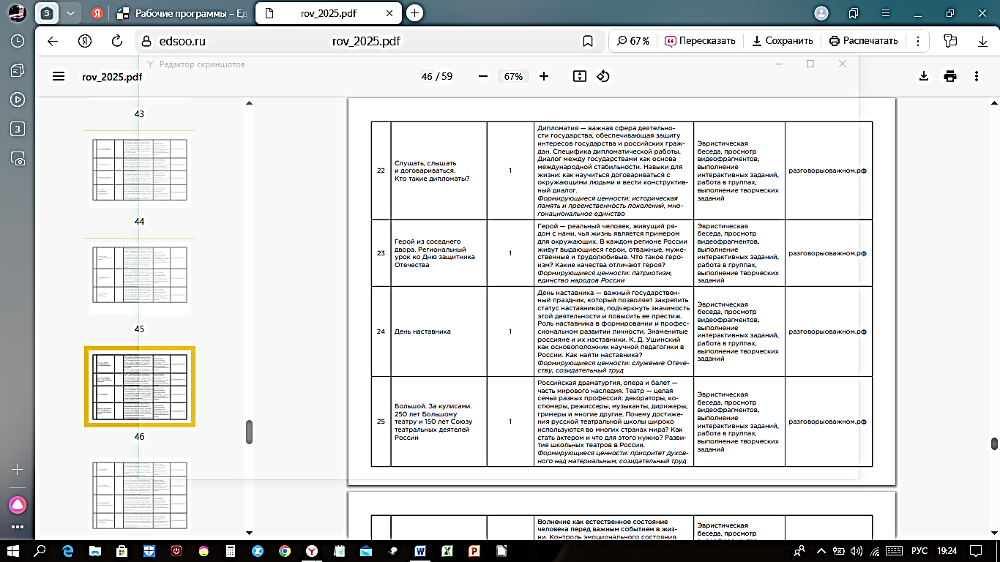 3
Рабочие программы – Ед
rov_2025.pdf
edsoo.ru
rov_2025.pdf
67%
Пересказать
Сохранить
Распечатать
Редактор скриншотов
rov_2025.pdf
46 / 59
67%
3
43
44
45
46
22
Слушать, слышать
и договариваться.
Кто такие дипломаты?
1
Дипломатия — важная сфера деятельно-
сти государства, обеспечивающая защиту
интересов государства и российских граж-
дан. Специфика дипломатической работы.
Диалог между государствами как основа
международной стабильности. Навыки для
жизни: как научиться договариваться с
окружающими людьми и вести конструктив-
ный диалог.
Формирующиеся ценности: историческая
память и преемственность поколений, мно-
гонациональное единство
Эвристическая
беседа, просмотр
видеофрагментов,
выполнение
интерактивных заданий,
работа в группах,
выполнение творческих
заданий
разговорыоважном.рф
23
Герой из соседнего
двора. Региональный
урок ко Дню защитника
Отечества
1
Герой — реальный человек, живущий ря-
дом с нами, чья жизнь является примером
для окружающих. В каждом регионе России
живут выдающиеся герои, отважные, муже-
ственные и трудолюбивые. Что такое геро-
изм? Какие качества отличают героя?
Формирующиеся ценности: патриотизм,
единство народов России
Эвристическая
беседа, просмотр
видеофрагментов,
выполнение
интерактивных заданий,
работа в группах,
выполнение творческих
заданий
разговорыоважном.рф
24
День наставника
1
День наставника — важный государствен-
ный праздник, который позволяет закрепить
статус наставников, подчеркнуть значимость
этой деятельности и повысить ее престиж.
Роль наставника в формировании и профес-
сиональном развитии личности. Знаменитые
россияне и их наставники. К. Д. Ушинский
как основоположник научной педагогики в
России. Как найти наставника?
Формирующиеся ценности: служение Отече-
ству, созидательный труд
Эвристическая
беседа, просмотр
видеофрагментов,
выполнение
интерактивных заданий,
работа в группах,
выполнение творческих
заданий
разговорыоважном.рф
25
Большой. За кулисами.
250 лет Большому
театру и 150 лет Союзу
театральных деятелей
России
1
Российская драматургия, опера и балет —
часть мирового наследия. Театр — целая
семья разных профессий: декораторы, ко-
стюмеры, режиссеры, музыканты, дирижеры,
гримеры и многие другие. Почему достиже-
ния русской театральной школы широко
используются во многих странах мира? Как
стать актером и что для этого нужно? Разви-
тие школьных театров в России.
Формирующиеся ценности: приоритет духов-
ного над материальным, созидательный труд
Эвристическая
беседа, просмотр
видеофрагментов,
выполнение
интерактивных заданий,
работа в группах,
выполнение творческих
заданий
разговорыоважном.рф
Волнение как естественное состояние
человека перед важным событием в жиз-
ни. Контроль эмоционального состояния.
Эвристическая
беседа, просмотр
РУС
19:24